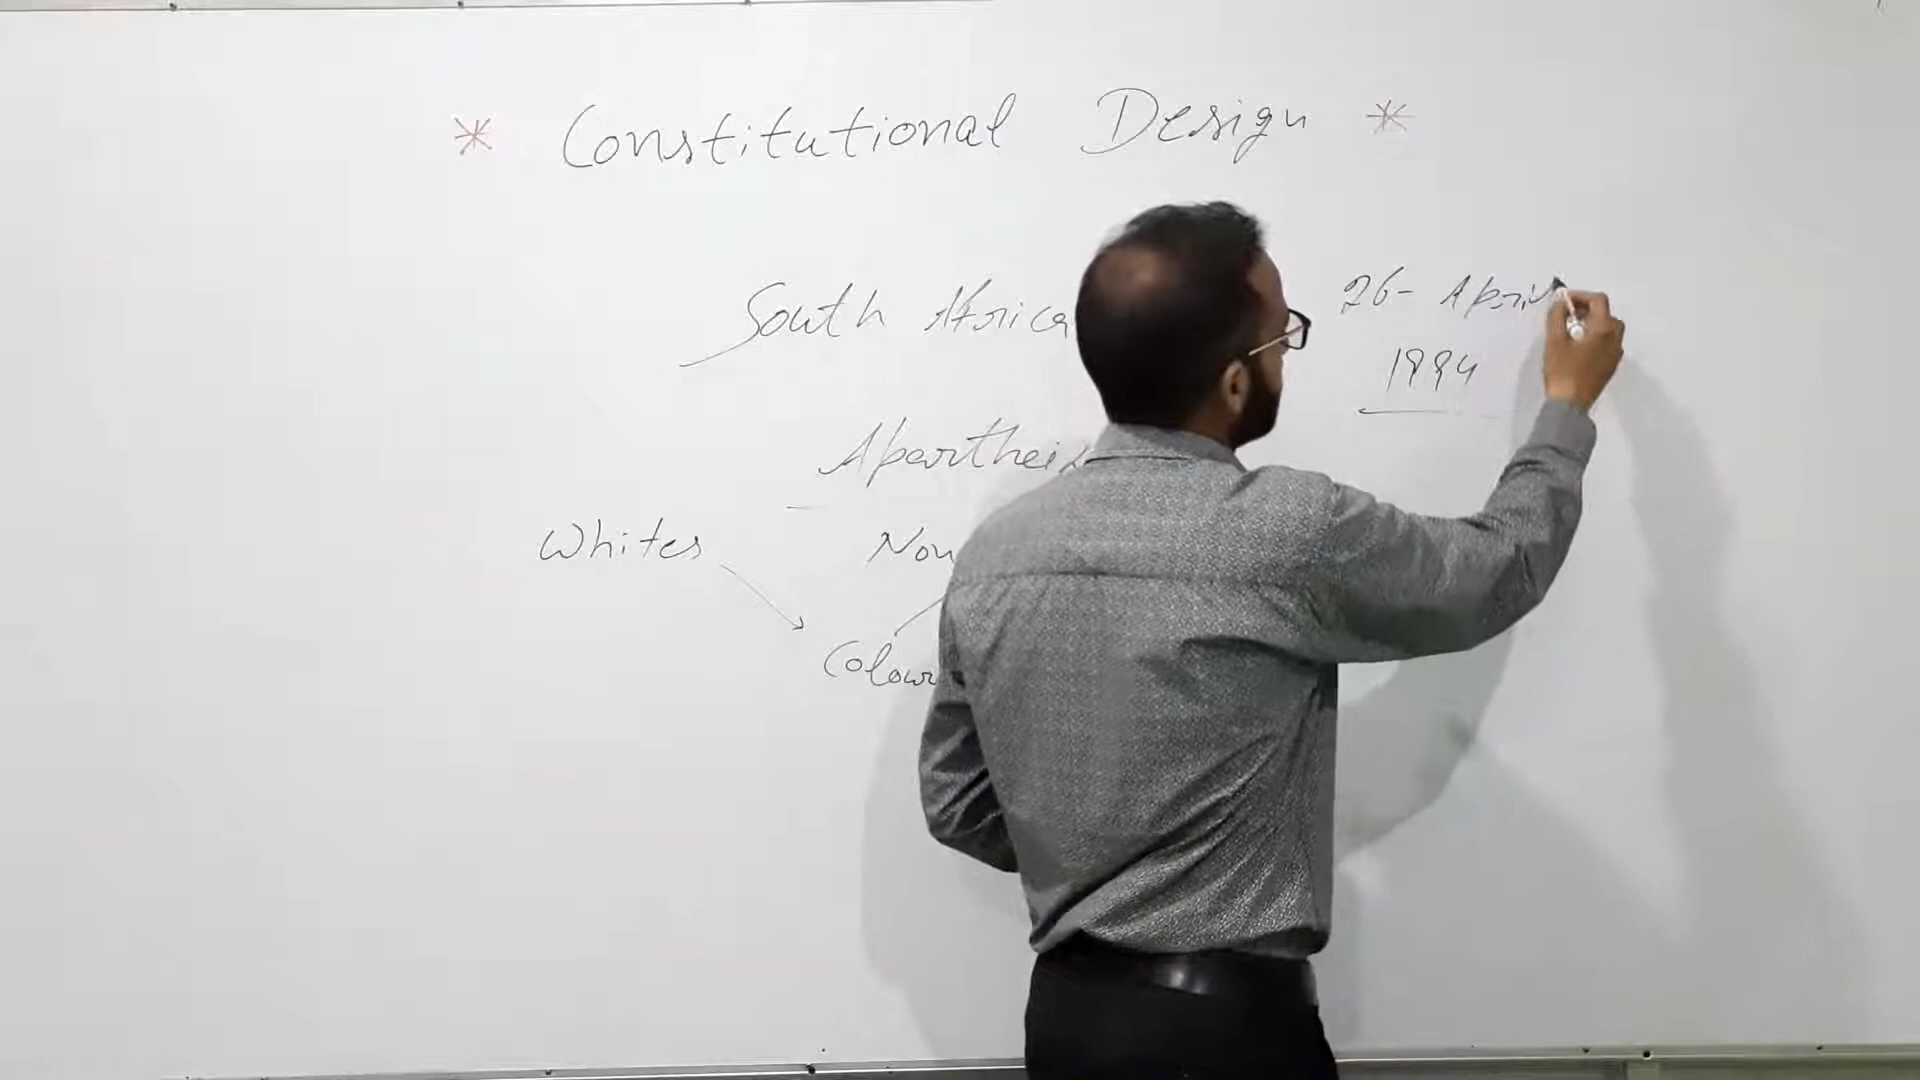 * Constitutional Design *
South Africa
26- April
1994
Apartheid
Whites
Non
Colour